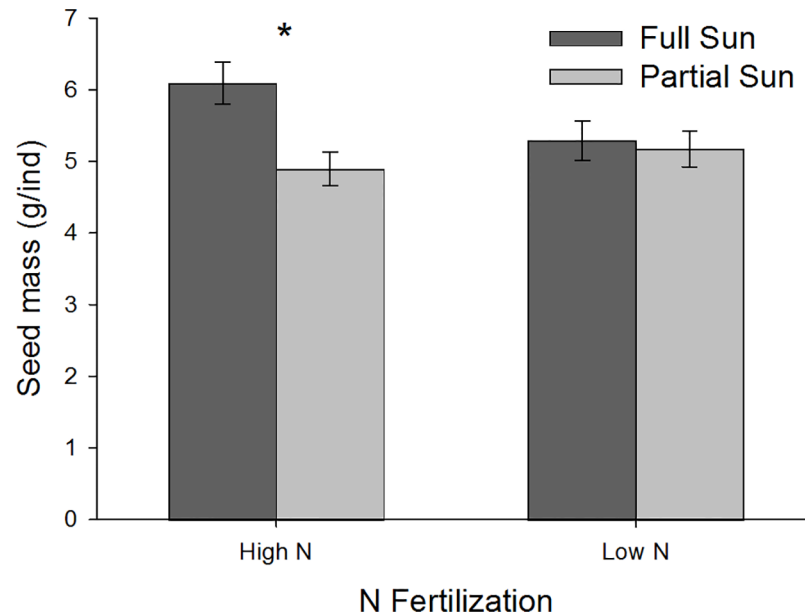 7
6
5
4
3
2
1
0
Seed mass (g/ind)
*
Full Sun
Partial Sun
High N
Low N
N Fertilization